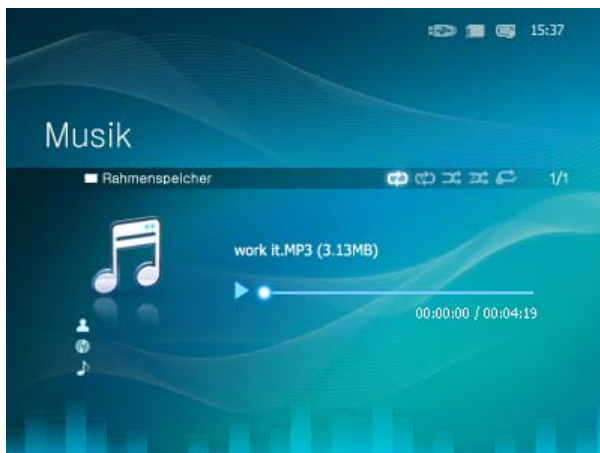 15:37
Musik
Rahmenspeicher 1/1
work it.MP3 (3.13MB)
00:00:00 / 00:04:19